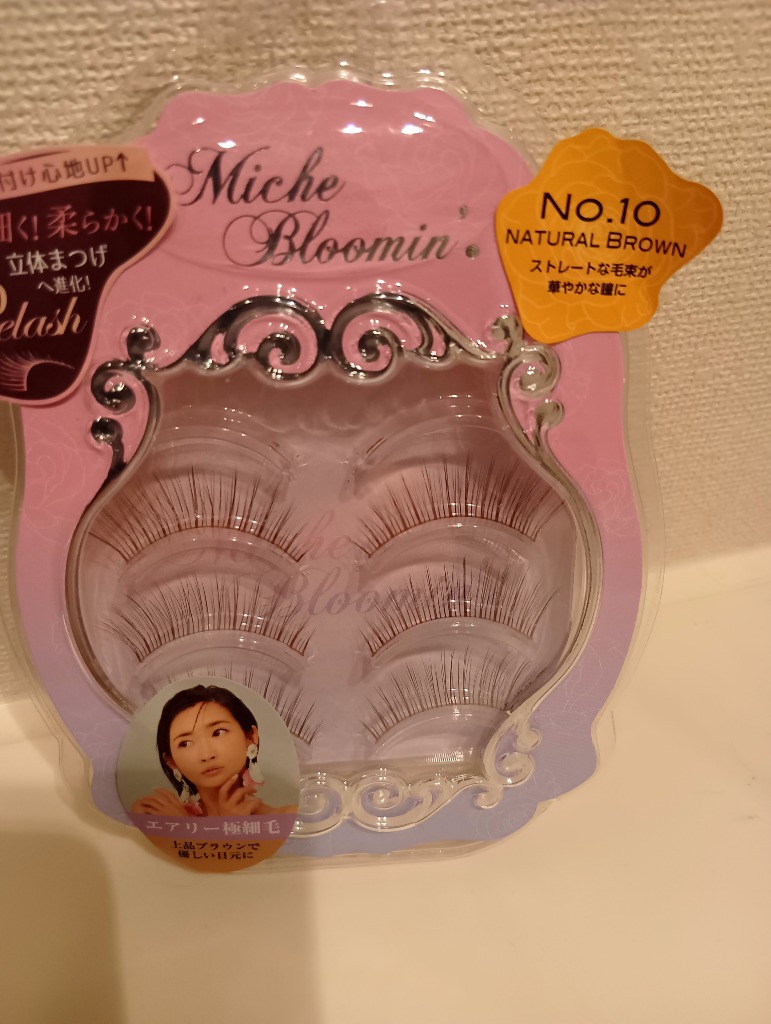 付け心地UP↑
細く!柔らかく!
立体まつげ
へ進化!
elash
Miche
Bloomin'.
No.10
NATURAL BROWN
ストレートな毛束が
華やかな瞳に
Miche
Bloomin'
エアリー極細毛
上品ブラウンで
優しい目元に